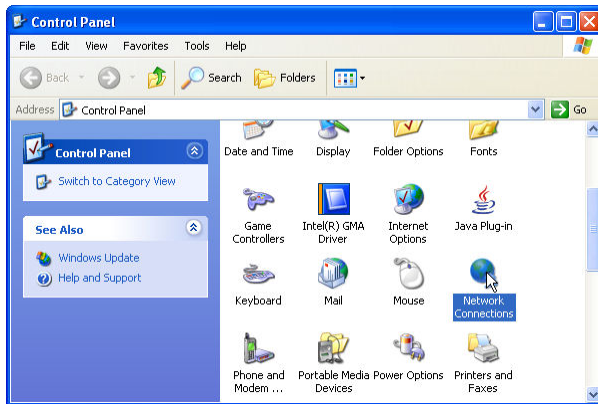 Control Panel
File Edit View Favorites Tools Help
Back Search Folders
Address Control Panel Go
Control Panel
Switch to Category View
See Also
Windows Update
Help and Support
Date and Time Display Folder Options Fonts
Game Controllers
Intel(R) GMA Driver
Internet Options
Java Plug-in
Keyboard Mail Mouse Network Connections
Phone and Modem ...
Portable Media Devices
Power Options
Printers and Faxes